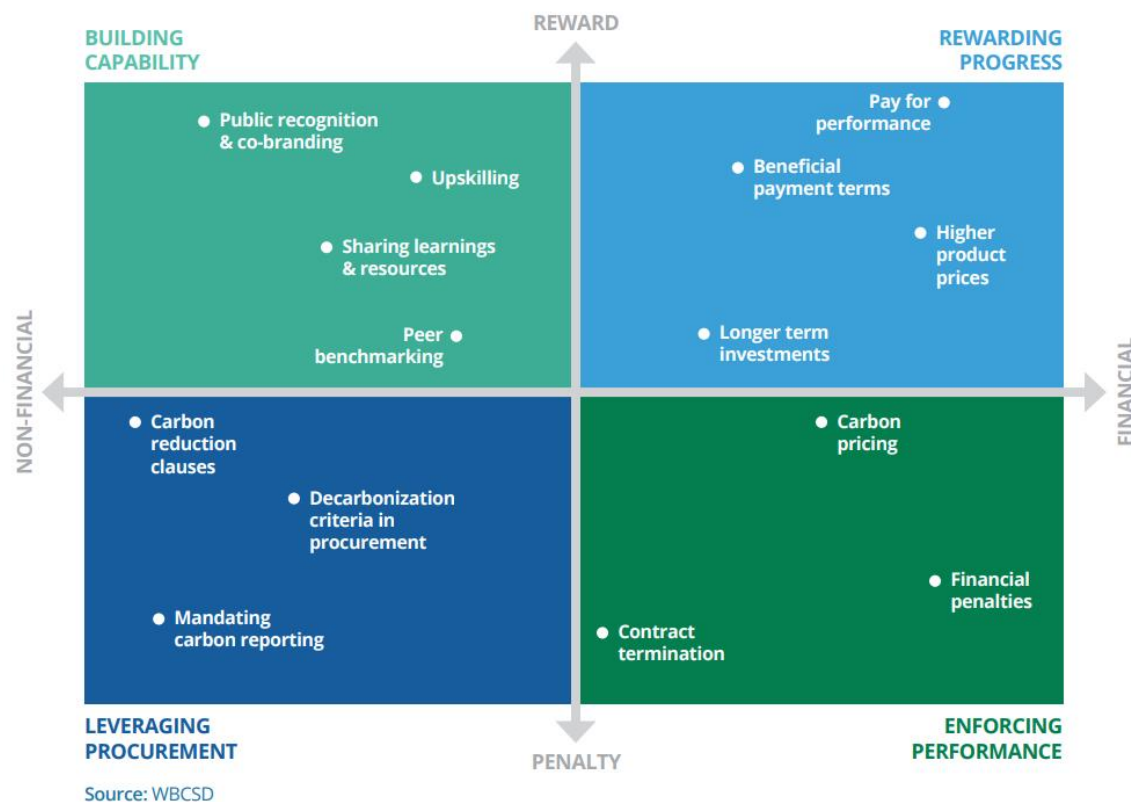 REWARD
BUILDING
CAPABILITY
REWARDING
PROGRESS
Public recognition
& co-branding
Upskilling
Sharing learnings
& resources
Peer
benchmarking
Pay for
performance
Beneficial
payment terms
Higher
product
prices
Longer term
investments
NON-FINANCIAL
FINANCIAL
Carbon
reduction
clauses
Decarbonization
criteria in
procurement
Mandating
carbon reporting
Carbon
pricing
Financial
penalties
Contract
termination
LEVERAGING
PROCUREMENT
ENFORCING
PERFORMANCE
PENALTY
Source: WBCSD